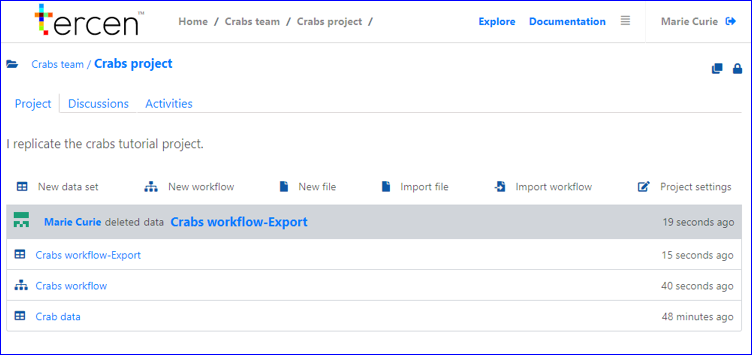 tercen™
Home / Crabs team / Crabs project /
Explore Documentation Marie Curie
Crabs team / Crabs project
Project Discussions Activities
I replicate the crabs tutorial project.
New data set New workflow New file Import file Import workflow Project settings
Marie Curie deleted data Crabs workflow-Export 19 seconds ago
Crabs workflow-Export 15 seconds ago
Crabs workflow 40 seconds ago
Crab data 48 minutes ago